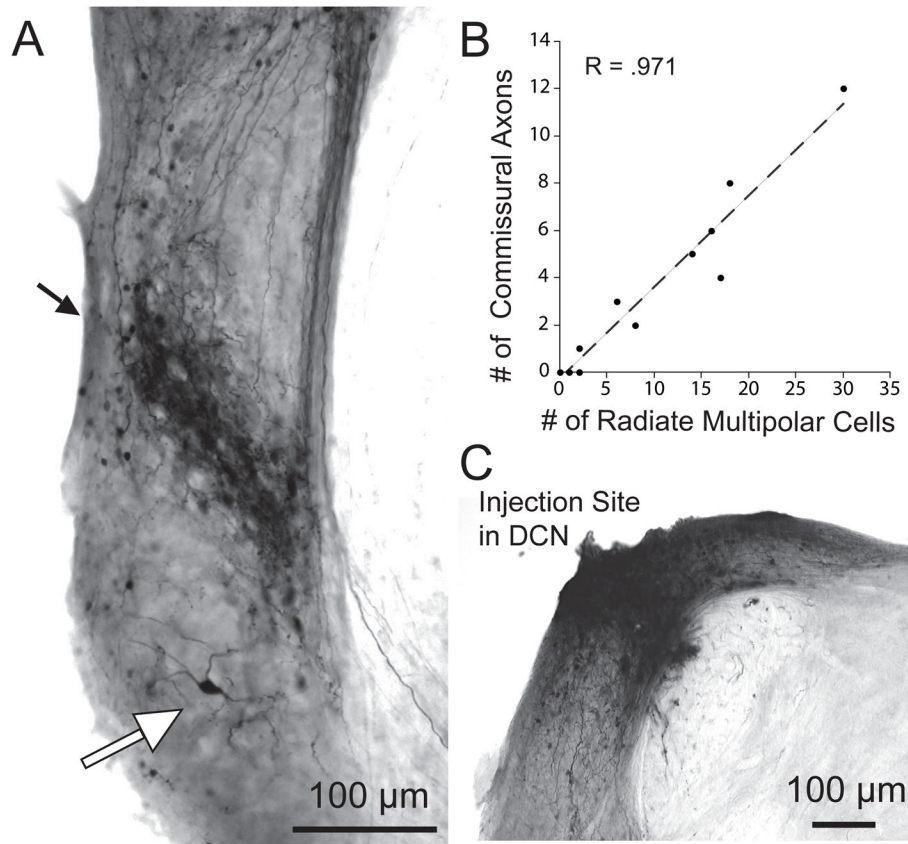 A
100 µm
B
R = .971
# of Commissural Axons
14
12
10
8
6
4
2
0
0 5 10 15 20 25 30 35
# of Radiate Multipolar Cells
C
Injection Site
in DCN
100 µm